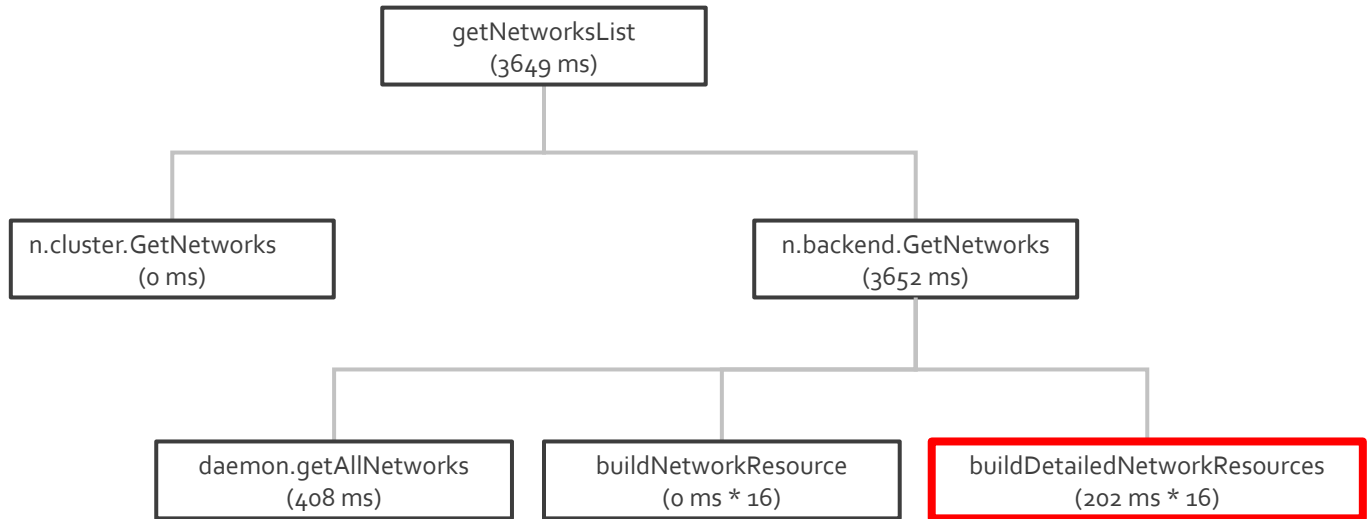 getNetworksList
(3649 ms)
n.cluster.GetNetworks
(0 ms)
n.backend.GetNetworks
(3652 ms)
daemon.getAllNetworks
(408 ms)
buildNetworkResource
(0 ms * 16)
buildDetailedNetworkResources
(202 ms * 16)